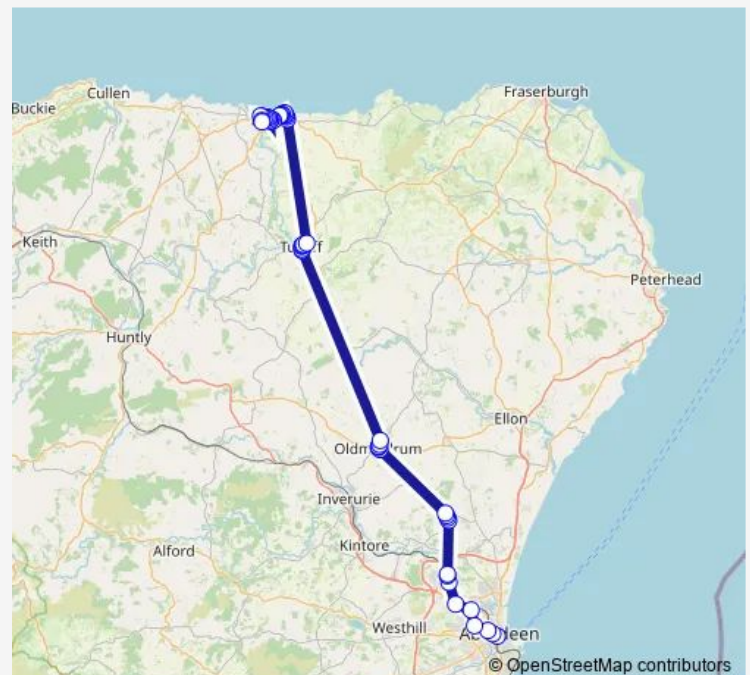 Fraserburgh
Cullen
Buckie
Keith
Peterhead
Huntly
Ellon
Inverurie
Kintore
Alford
Westhill
© OpenStreetMap contributors